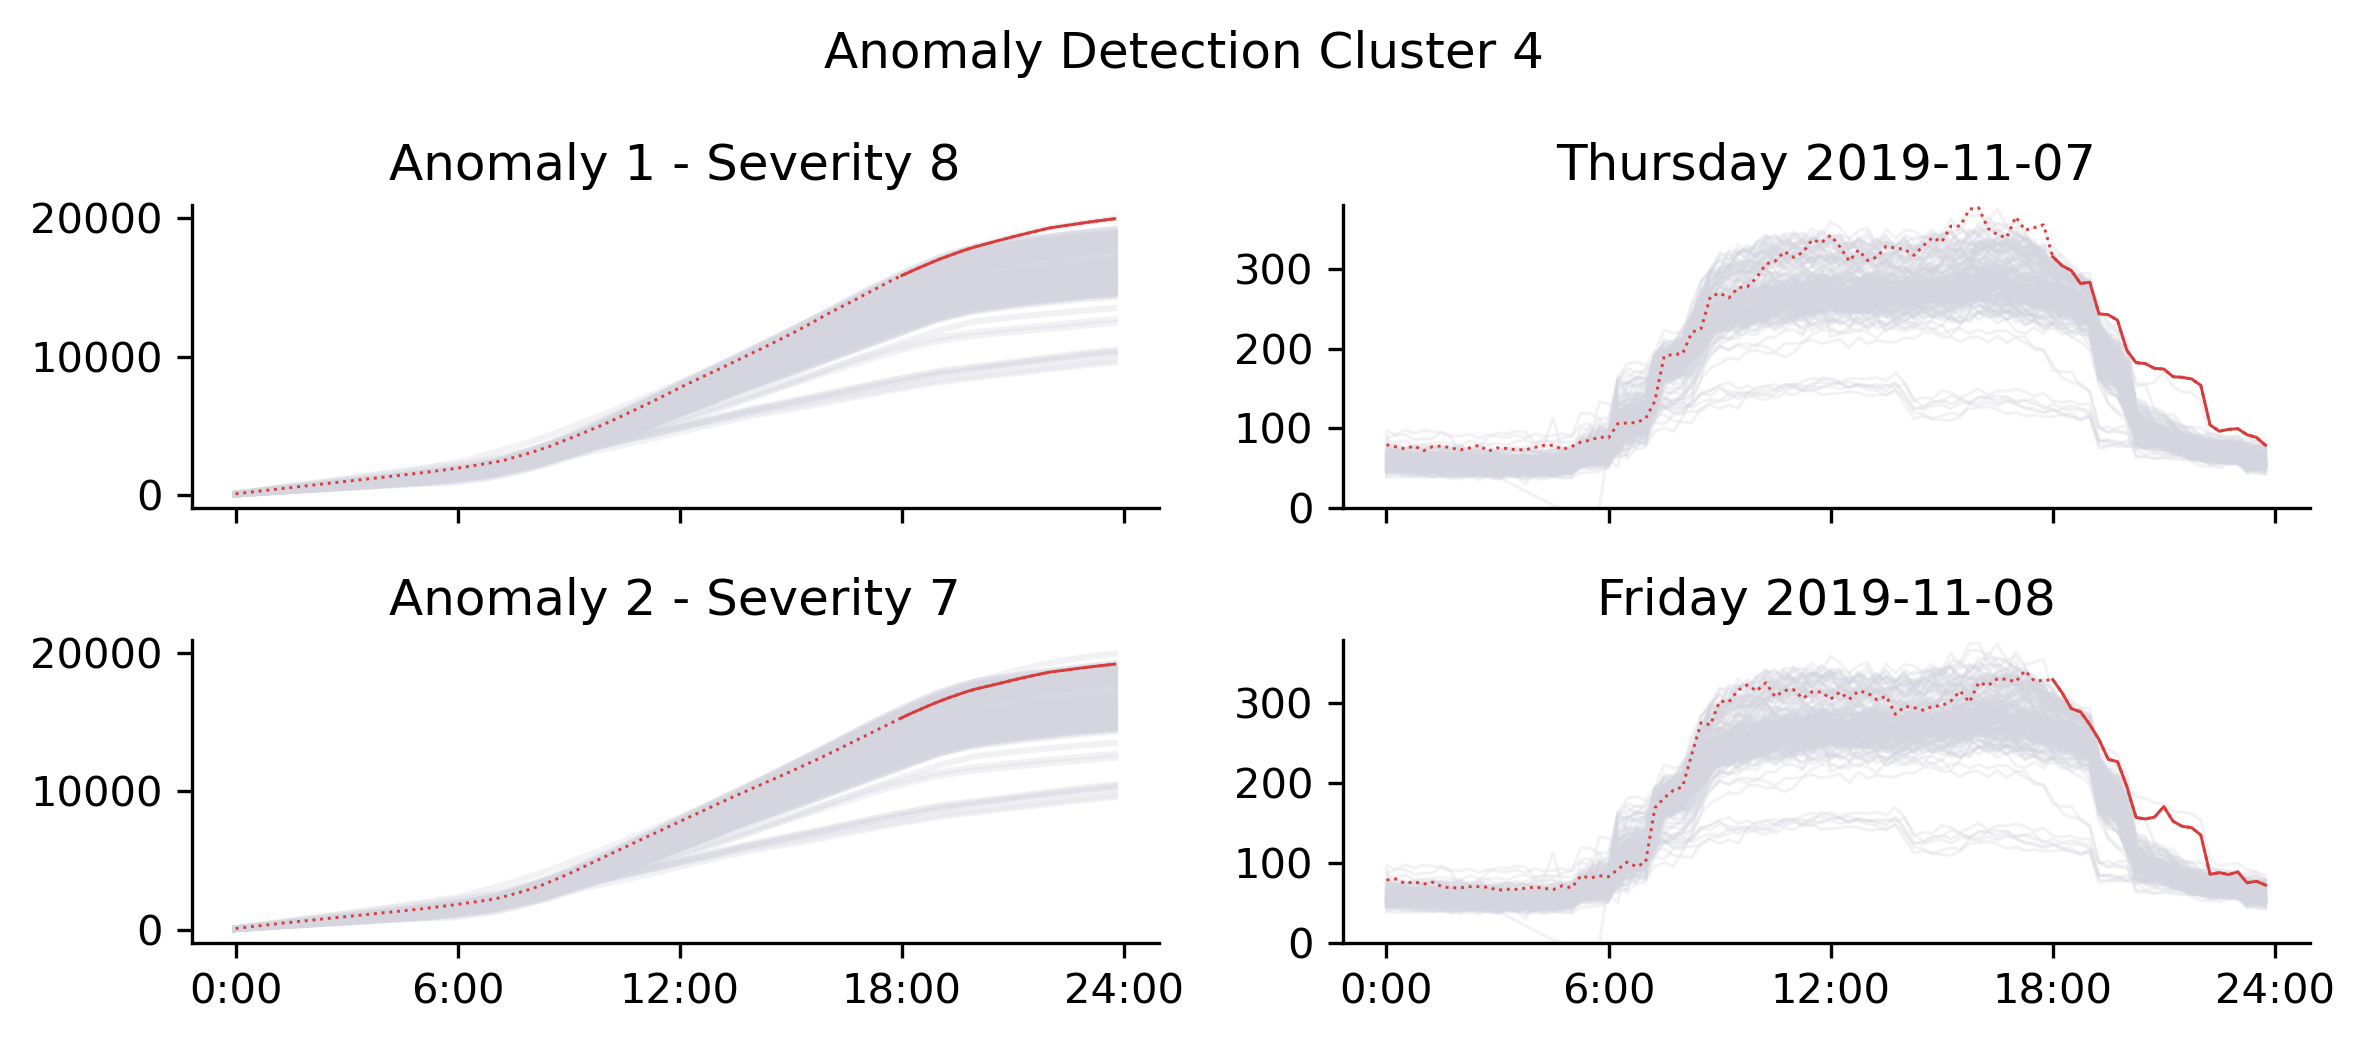 Anomaly Detection Cluster 4
Anomaly 1 - Severity 8
20000
10000
0
Thursday 2019-11-07
300
200
100
0
Anomaly 2 - Severity 7
20000
10000
0
0:00 6:00 12:00 18:00 24:00
Friday 2019-11-08
300
200
100
0
0:00 6:00 12:00 18:00 24:00